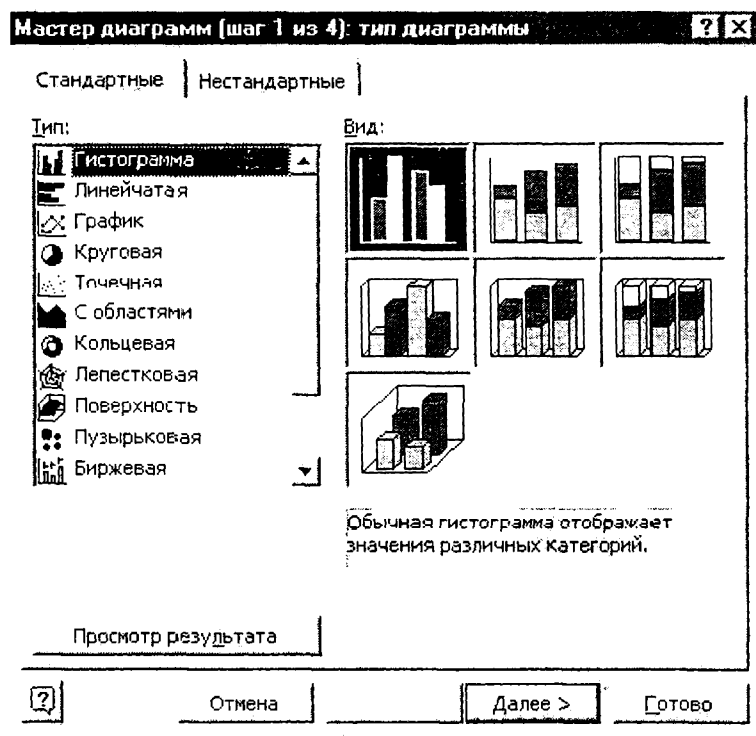 Мастер диаграмм (шаг 1 из 4): тип диаграммы
Стандартные
Нестандартные
Тип:
Гистограмма
Линейчатая
График
Круговая
Точечная
С областями
Кольцевая
Лепестковая
Поверхность
Пузырьковая
Биржевая
Вид:
Обычная гистограмма отображает
значения различных категорий.
Просмотр результата
Отмена
Далее >
Готово